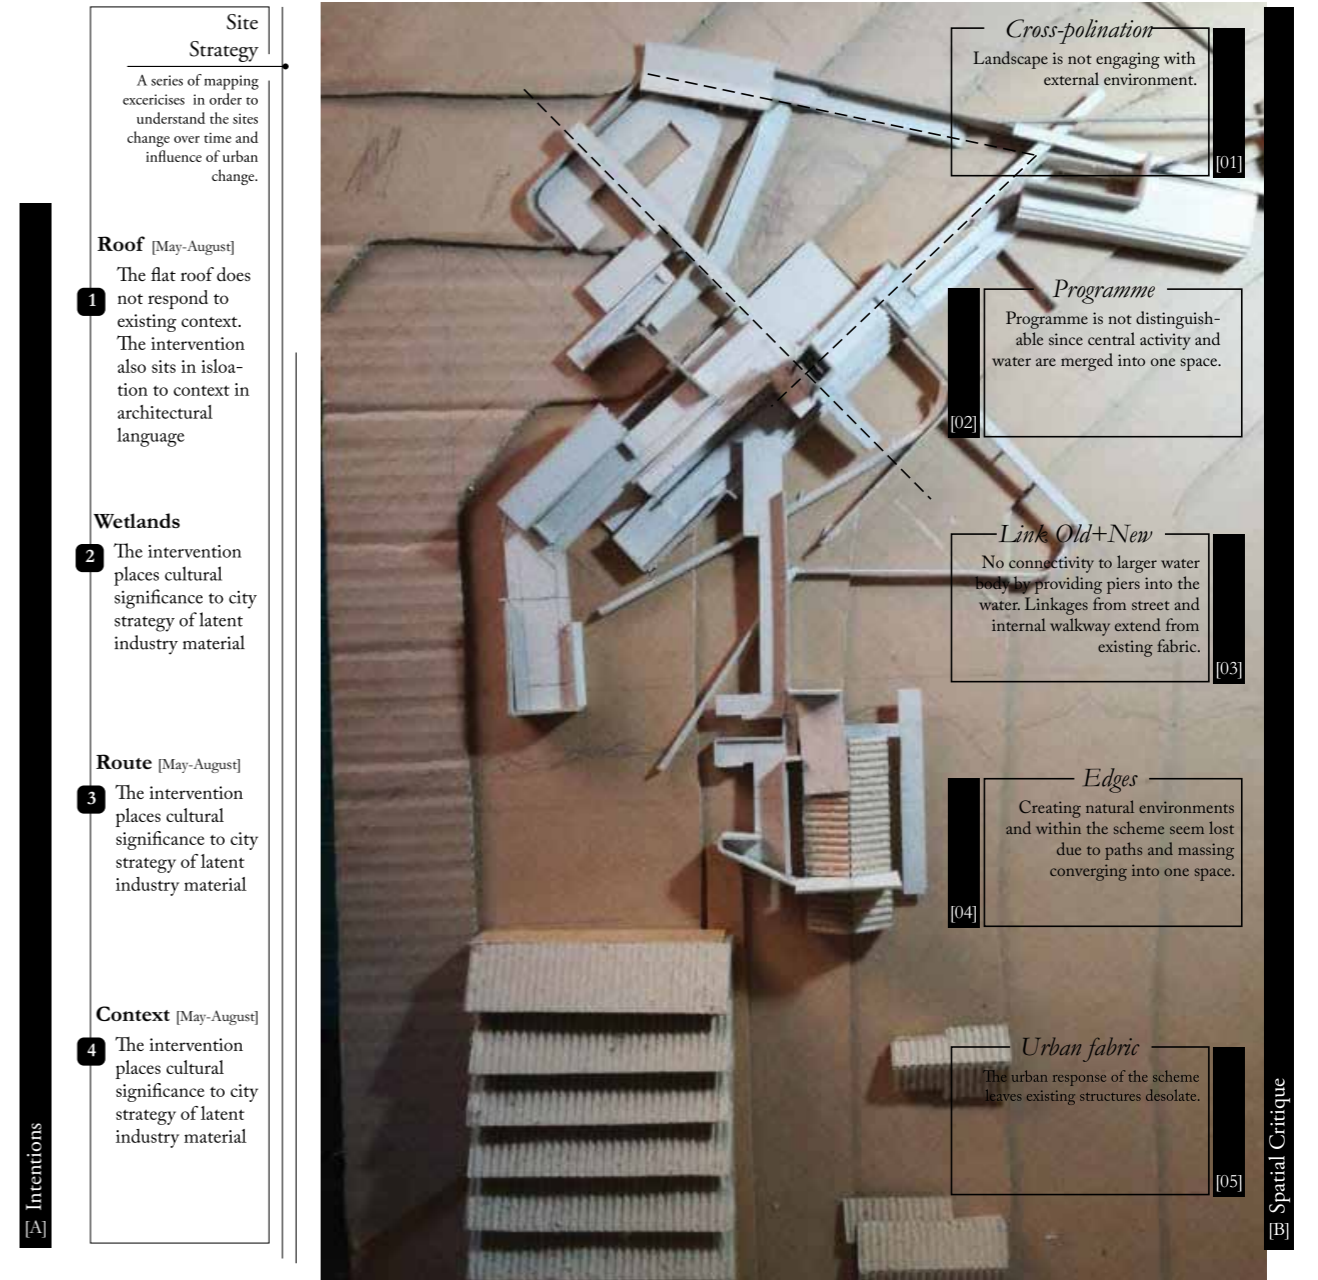 Site
Strategy
A series of mapping
excericises in order to
understand the sites
change over time and
influence of urban
change.
Roof [May-August]
1
The flat roof does
not respond to
existing context.
The intervention
also sits in isloa-
tion to context in
architectural
language
Wetlands
2
The intervention
places cultural
significance to city
strategy of latent
industry material
Route [May-August]
3
The intervention
places cultural
significance to city
strategy of latent
industry material
Context [May-August]
4
The intervention
places cultural
significance to city
strategy of latent
industry material
[A] Intentions
Cross-polination
Landscape is not engaging with
external environment.
[01]
Programme
Programme is not distinguish-
able since central activity and
water are merged into one space.
[02]
Link Old+New
No connectivity to larger water
body by providing piers into the
water. Linkages from street and
internal walkway extend from
existing fabric.
[03]
Edges
Creating natural environments
and within the scheme seem lost
due to paths and massing
converging into one space.
[04]
Urban fabric
The urban response of the scheme
leaves existing structures desolate.
[05]
[B] Spatial Critique